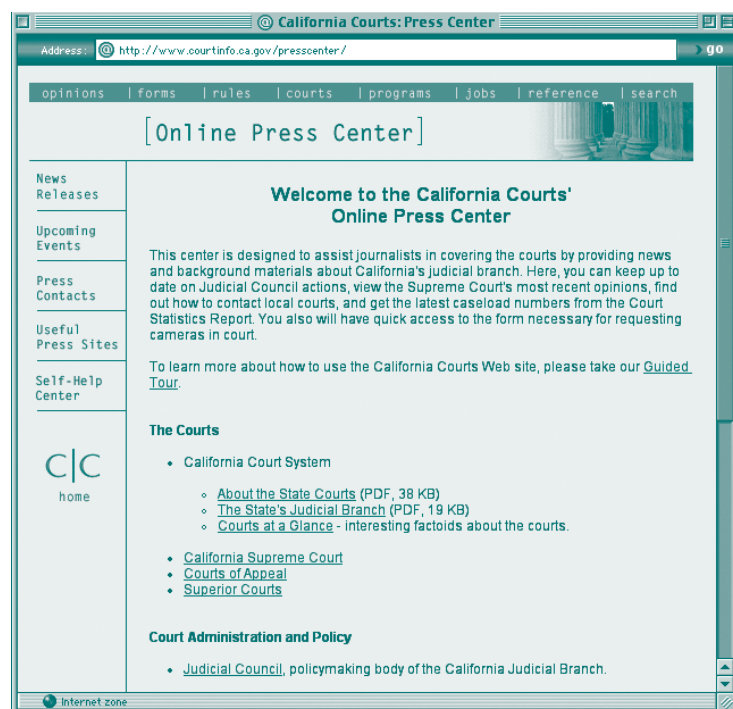 @ California Courts: Press Center
Address: @ http://www.courtinfo.ca.gov/presscenter/ > go
opinions | forms | rules | courts | programs | jobs | reference | search
[Online Press Center]
News
Releases
Upcoming
Events
Press
Contacts
Useful
Press Sites
Self-Help
Center
C|C
home
Welcome to the California Courts'
Online Press Center
This center is designed to assist journalists in covering the courts by providing news
and background materials about California's judicial branch. Here, you can keep up to
date on Judicial Council actions, view the Supreme Court's most recent opinions, find
out how to contact local courts, and get the latest caseload numbers from the Court
Statistics Report. You also will have quick access to the form necessary for requesting
cameras in court.
To learn more about how to use the California Courts Web site, please take our Guided
Tour.
The Courts
• California Court System
◦ About the State Courts (PDF, 38 KB)
◦ The State's Judicial Branch (PDF, 19 KB)
◦ Courts at a Glance - interesting factoids about the courts.
• California Supreme Court
• Courts of Appeal
• Superior Courts
Court Administration and Policy
• Judicial Council, policymaking body of the California Judicial Branch.
Internet zone